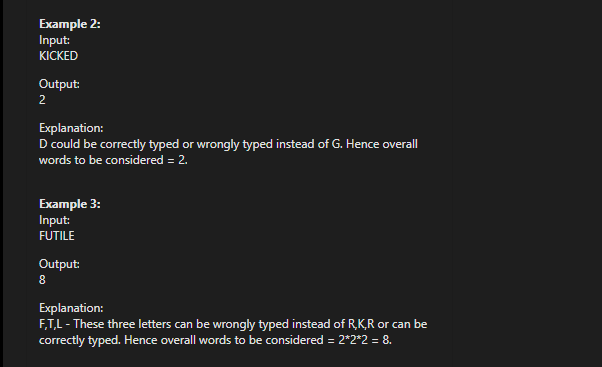 Example 2:
Input:
KICKED
Output:
2
Explanation:
D could be correctly typed or wrongly typed instead of G. Hence overall
words to be considered = 2.
Example 3:
Input:
FUTILE
Output:
8
Explanation:
F,T,L - These three letters can be wrongly typed instead of R,K,R or can be
correctly typed. Hence overall words to be considered = 2*2*2 = 8.